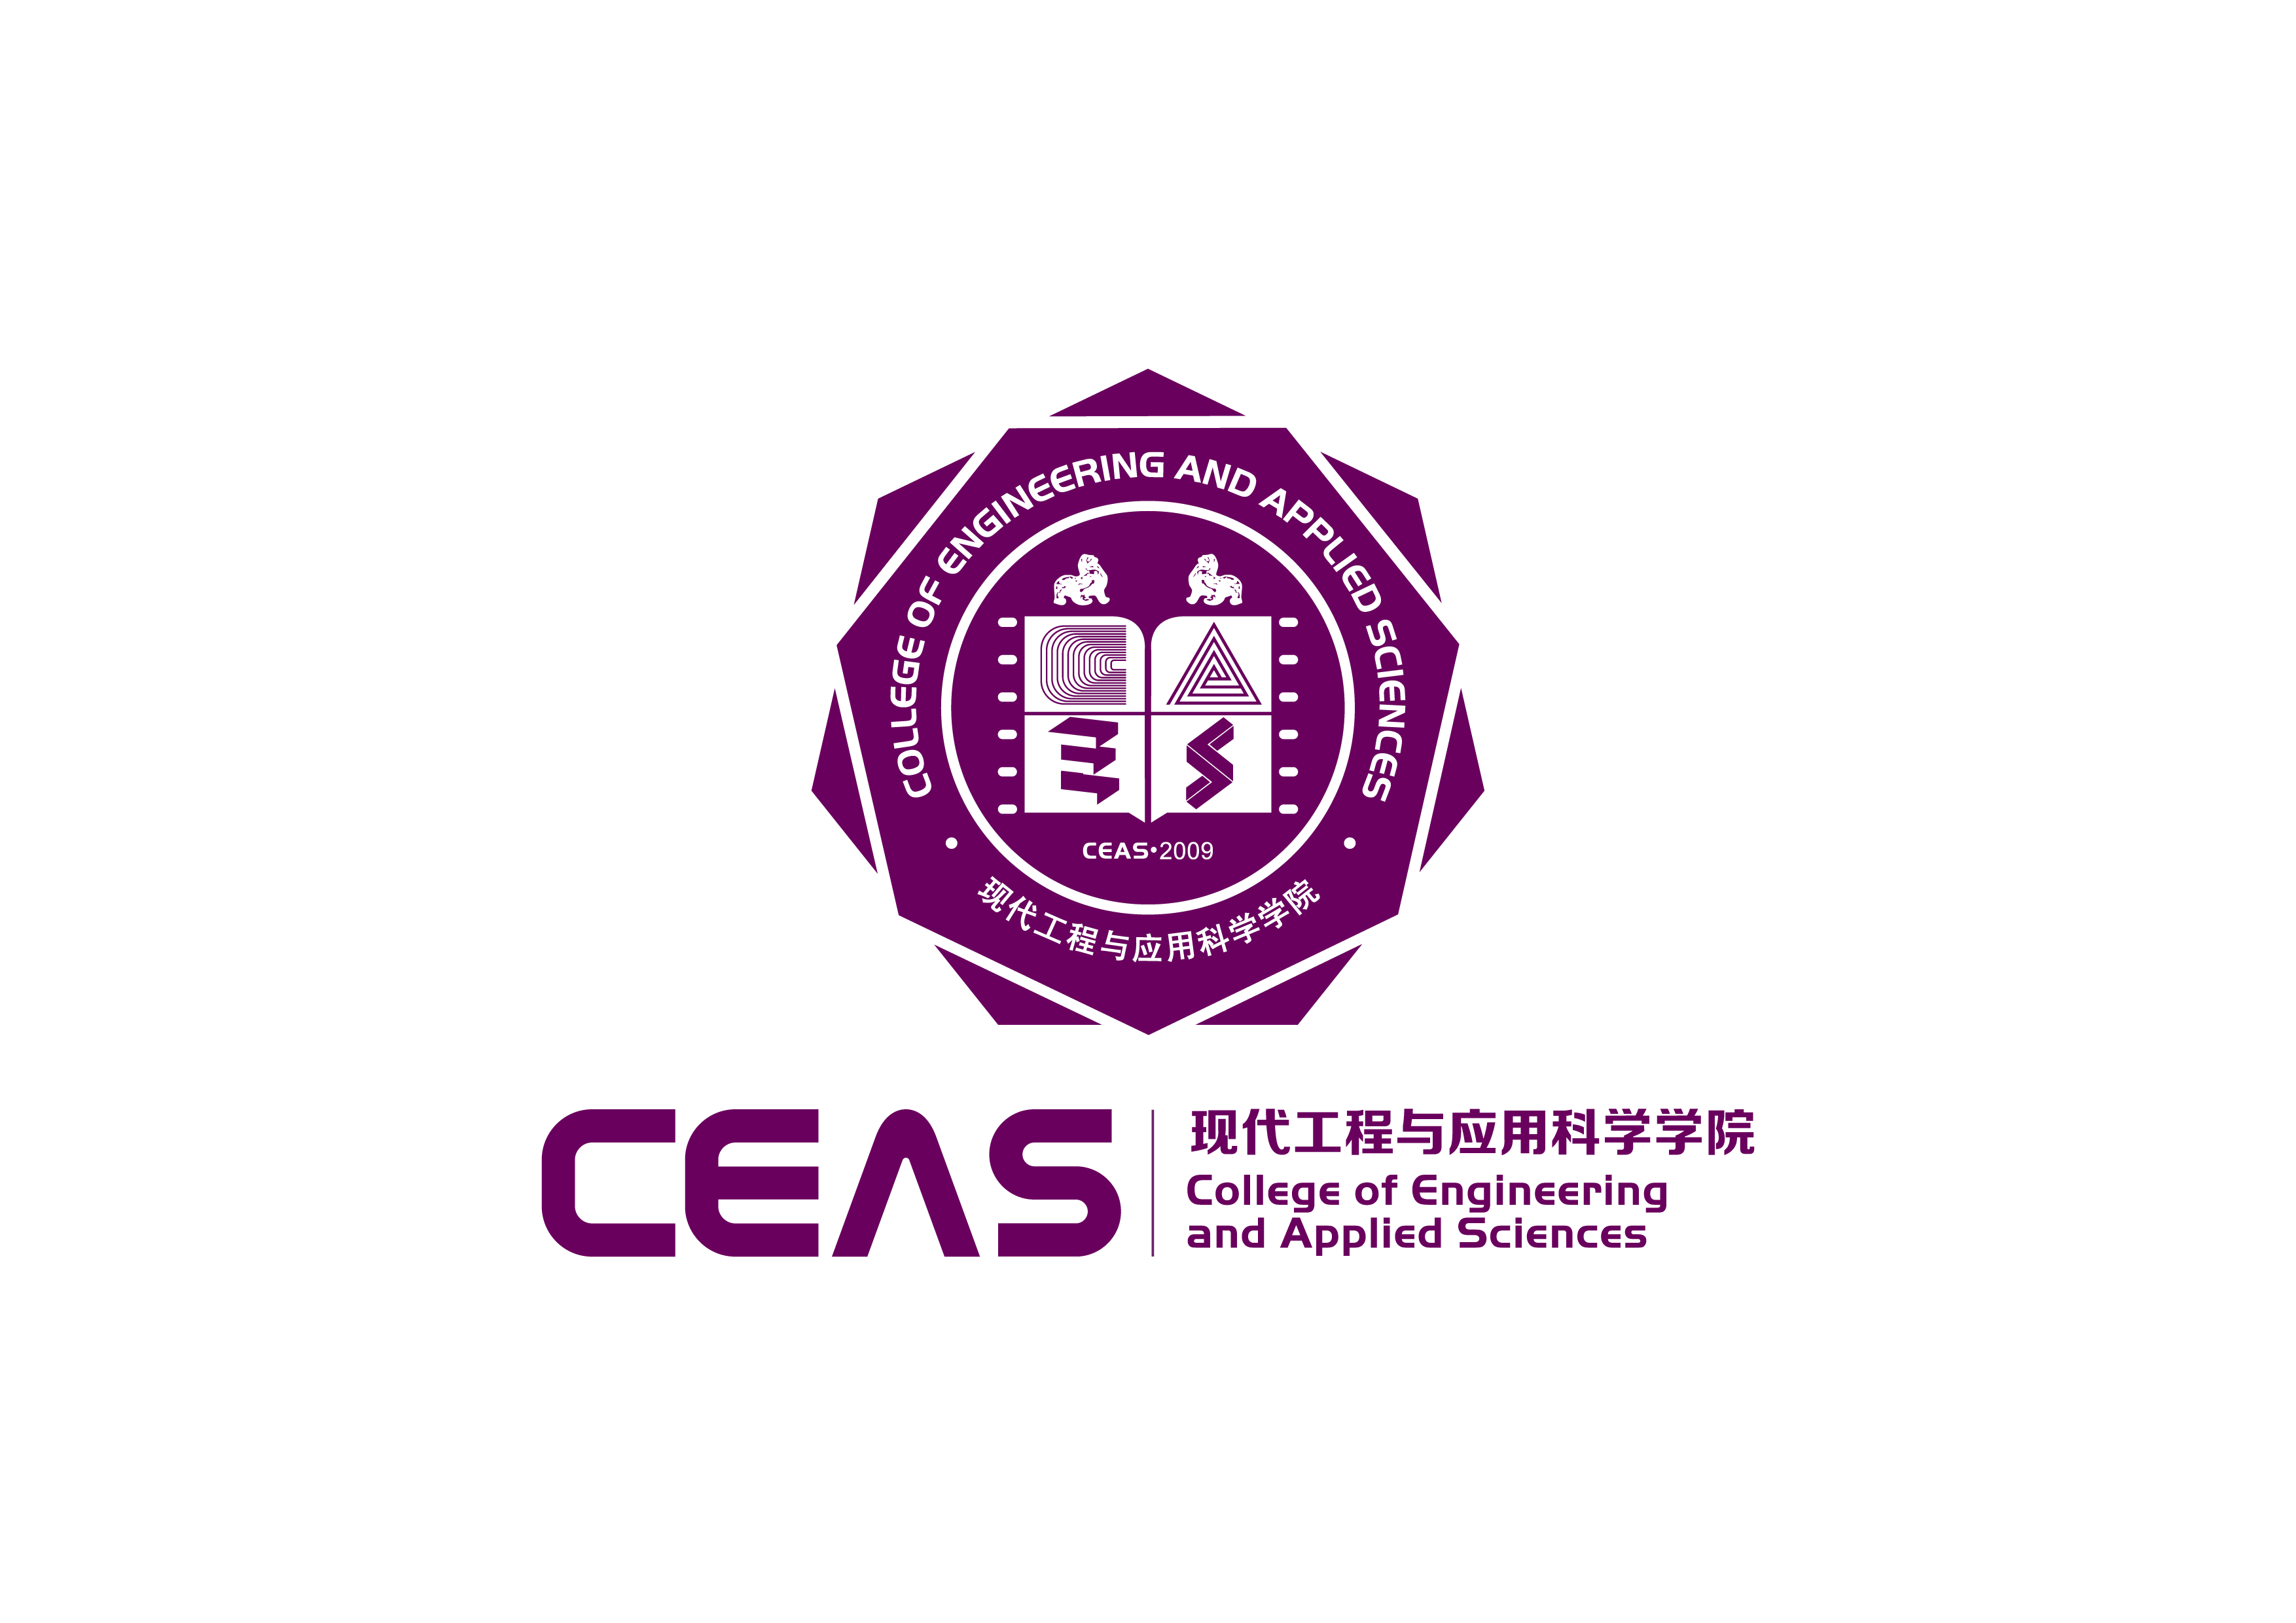 COLLEGE OF ENGINEERING AND APPLIED SCIENCES
C A
E S
CEAS·2009
现代工程与应用科学学院
CEAS
现代工程与应用科学学院
College of Engineering
and Applied Sciences